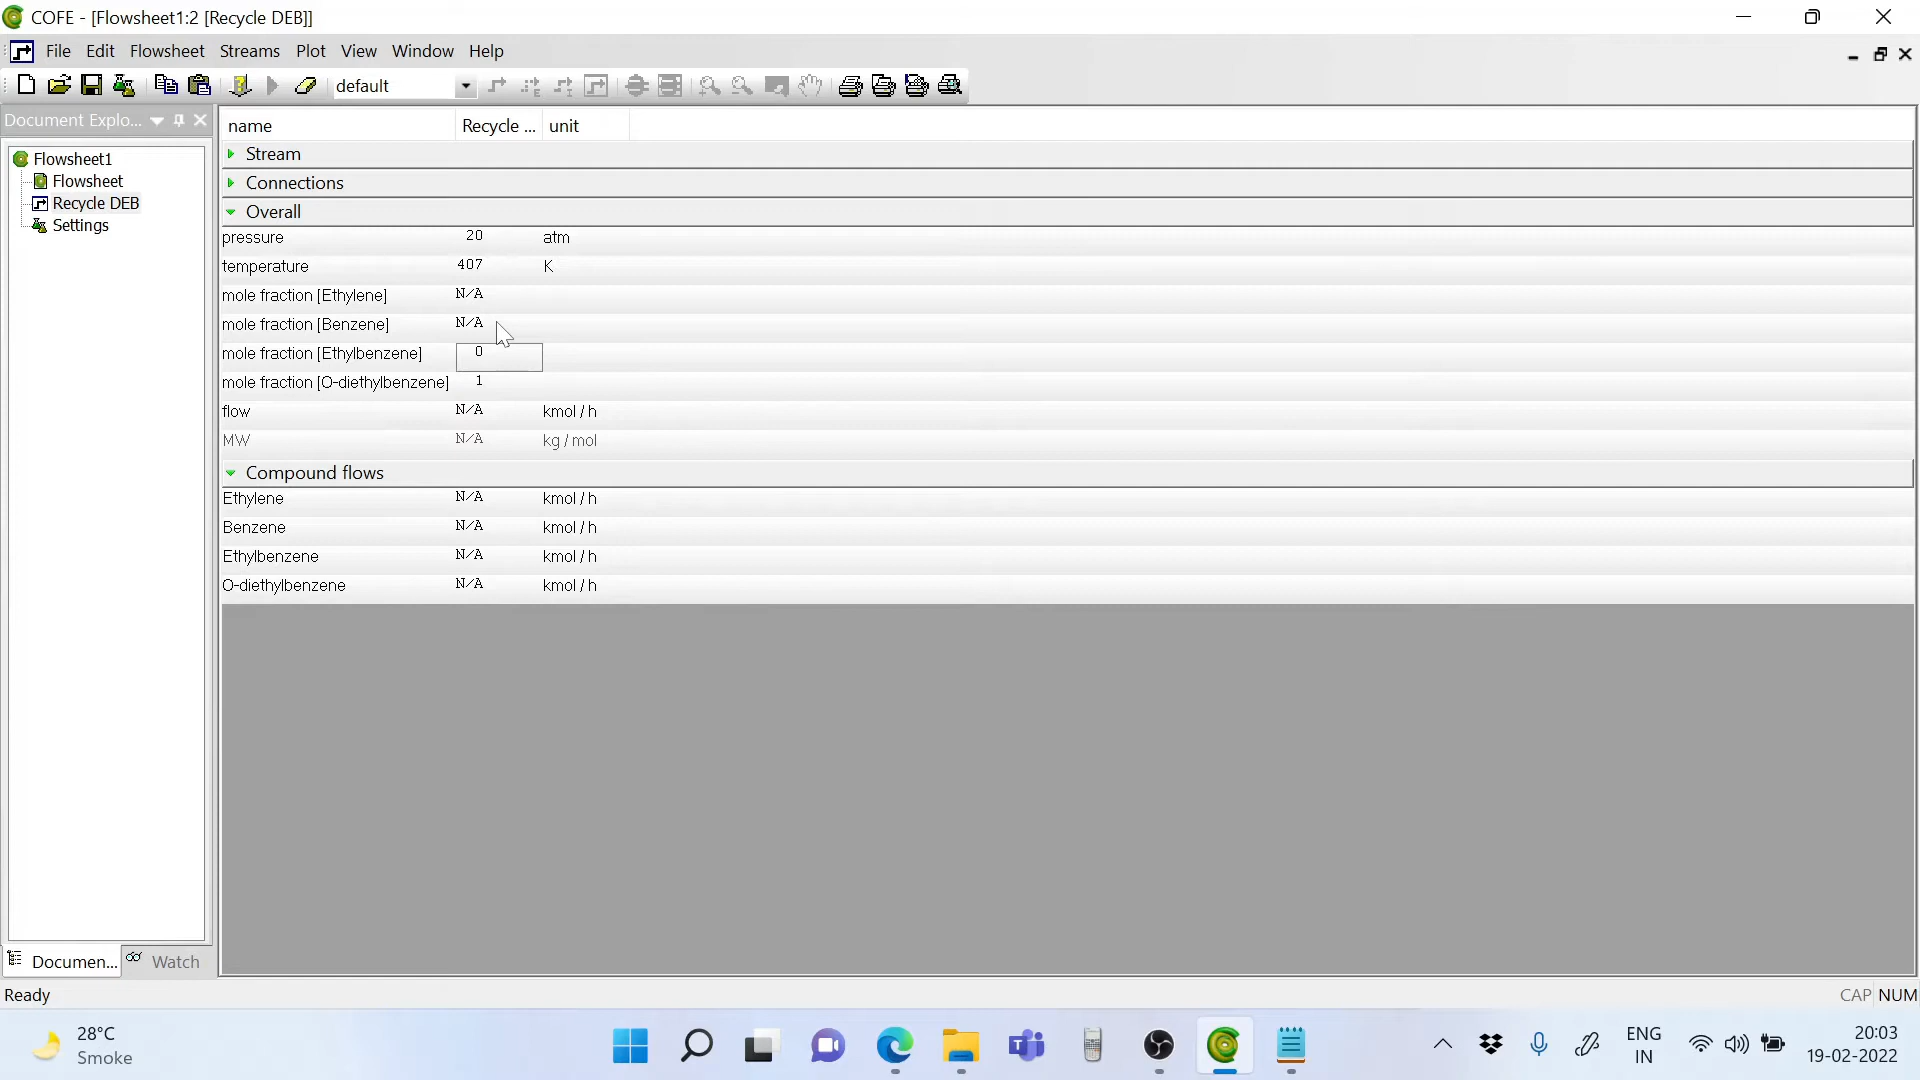 COFE - [Flowsheet1:2 [Recycle DEB]]
File Edit Flowsheet Streams Plot View Window Help
default
Document Explo...
Flowsheet1
Flowsheet
Recycle DEB
Settings
name Recycle ... unit
Stream
Connections
Overall
pressure 20 atm
temperature 407 K
mole fraction [Ethylene] N/A
mole fraction [Benzene] N/A
mole fraction [Ethylbenzene] 0
mole fraction [O-diethylbenzene] 1
flow N/A kmol / h
MW N/A kg / mol
Compound flows
Ethylene N/A kmol / h
Benzene N/A kmol / h
Ethylbenzene N/A kmol / h
O-diethylbenzene N/A kmol / h
Documen... Watch
Ready
CAP NUM
28°C
Smoke
ENG
IN
20:03
19-02-2022